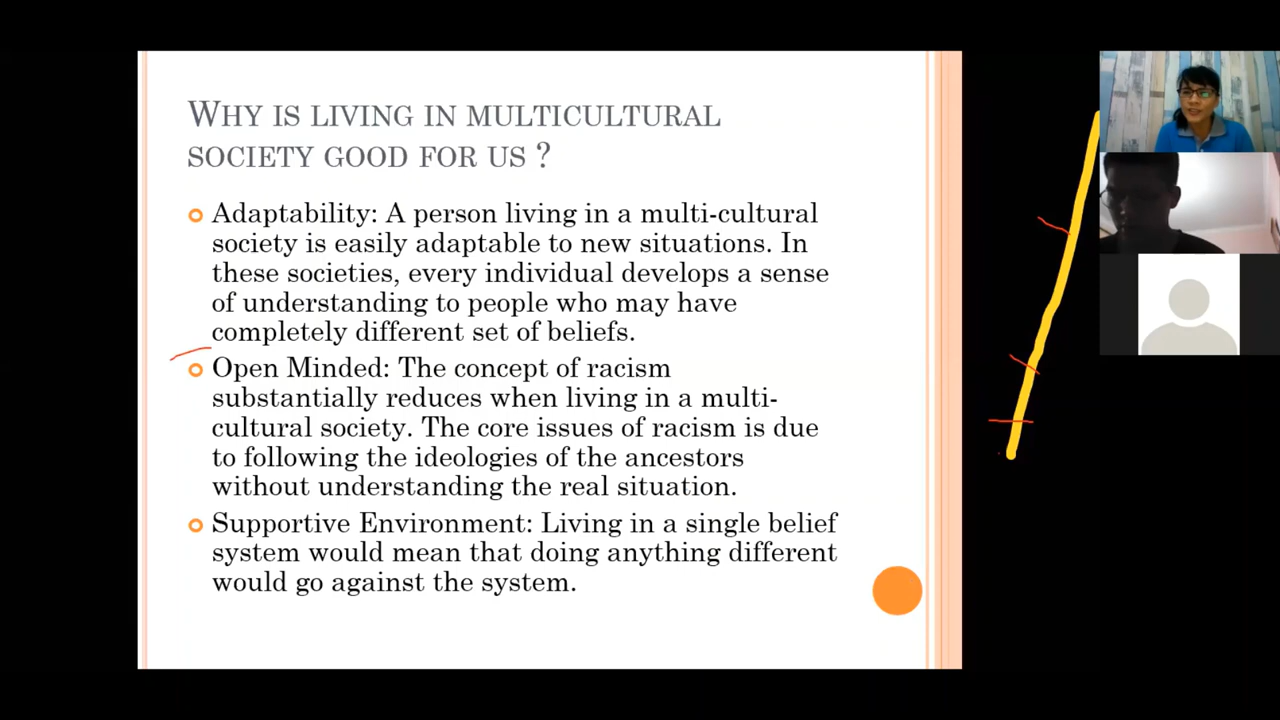 WHY IS LIVING IN MULTICULTURAL
SOCIETY GOOD FOR US ?
Adaptability: A person living in a multi-cultural
society is easily adaptable to new situations. In
these societies, every individual develops a sense
of understanding to people who may have
completely different set of beliefs.
Open Minded: The concept of racism
substantially reduces when living in a multi-
cultural society. The core issues of racism is due
to following the ideologies of the ancestors
without understanding the real situation.
Supportive Environment: Living in a single belief
system would mean that doing anything different
would go against the system.